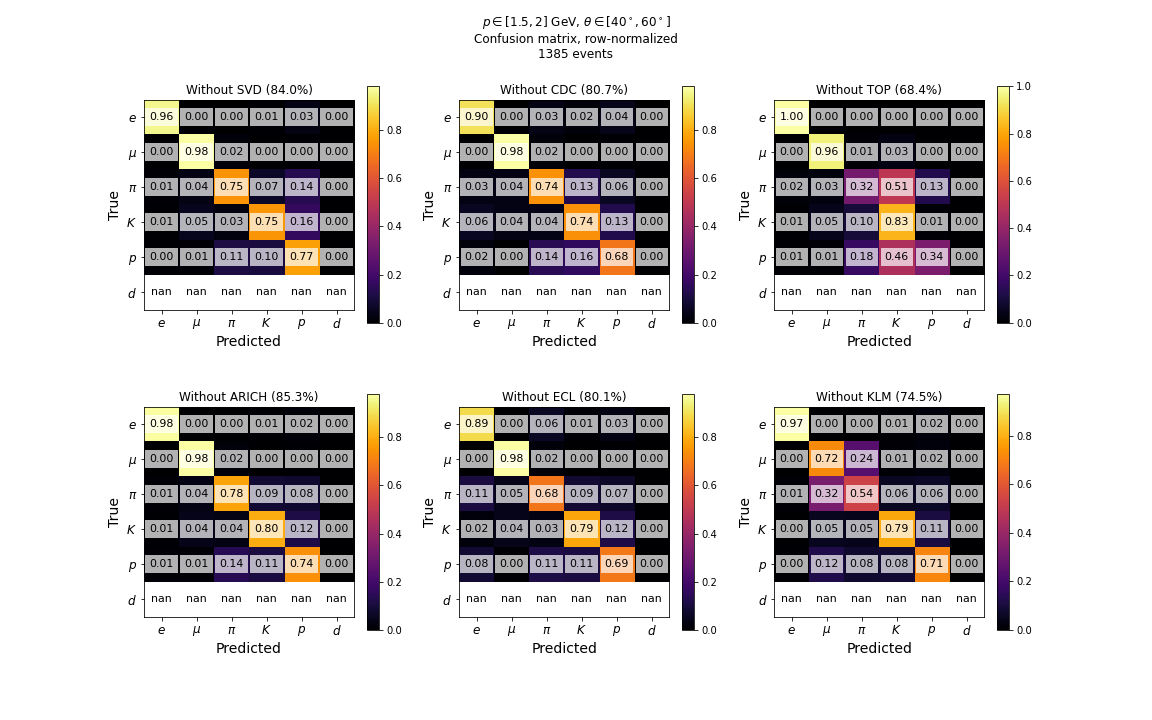 p ∈ [1.5, 2] GeV, θ ∈ [40°, 60°]
Confusion matrix, row-normalized
1385 events
Without SVD (84.0%)
e 0.96 0.00 0.00 0.01 0.03 0.00
μ 0.00 0.98 0.02 0.00 0.00 0.00
π 0.01 0.04 0.75 0.07 0.14 0.00
K 0.01 0.05 0.03 0.75 0.16 0.00
p 0.00 0.01 0.11 0.10 0.77 0.00
d nan nan nan nan nan nan
e μ π K p d
True
Predicted
0.8
0.6
0.4
0.2
0.0
Without CDC (80.7%)
e 0.90 0.00 0.03 0.02 0.04 0.00
μ 0.00 0.98 0.02 0.00 0.00 0.00
π 0.03 0.04 0.74 0.13 0.06 0.00
K 0.06 0.04 0.04 0.74 0.13 0.00
p 0.02 0.00 0.14 0.16 0.68 0.00
d nan nan nan nan nan nan
e μ π K p d
True
Predicted
0.8
0.6
0.4
0.2
0.0
Without TOP (68.4%)
e 1.00 0.00 0.00 0.00 0.00 0.00
μ 0.00 0.96 0.01 0.03 0.00 0.00
π 0.02 0.03 0.32 0.51 0.13 0.00
K 0.01 0.05 0.10 0.83 0.01 0.00
p 0.01 0.01 0.18 0.46 0.34 0.00
d nan nan nan nan nan nan
e μ π K p d
True
Predicted
1.0
0.8
0.6
0.4
0.2
0.0
Without ARICH (85.3%)
e 0.98 0.00 0.00 0.01 0.02 0.00
μ 0.00 0.98 0.02 0.00 0.00 0.00
π 0.01 0.04 0.78 0.09 0.08 0.00
K 0.01 0.04 0.04 0.80 0.12 0.00
p 0.01 0.01 0.14 0.11 0.74 0.00
d nan nan nan nan nan nan
e μ π K p d
True
Predicted
0.8
0.6
0.4
0.2
0.0
Without ECL (80.1%)
e 0.89 0.00 0.06 0.01 0.03 0.00
μ 0.00 0.98 0.02 0.00 0.00 0.00
π 0.11 0.05 0.68 0.09 0.07 0.00
K 0.02 0.04 0.03 0.79 0.12 0.00
p 0.08 0.00 0.11 0.11 0.69 0.00
d nan nan nan nan nan nan
e μ π K p d
True
Predicted
0.8
0.6
0.4
0.2
0.0
Without KLM (74.5%)
e 0.97 0.00 0.00 0.01 0.02 0.00
μ 0.00 0.72 0.24 0.01 0.02 0.00
π 0.01 0.32 0.54 0.06 0.06 0.00
K 0.00 0.05 0.05 0.79 0.11 0.00
p 0.00 0.12 0.08 0.08 0.71 0.00
d nan nan nan nan nan nan
e μ π K p d
True
Predicted
0.8
0.6
0.4
0.2
0.0